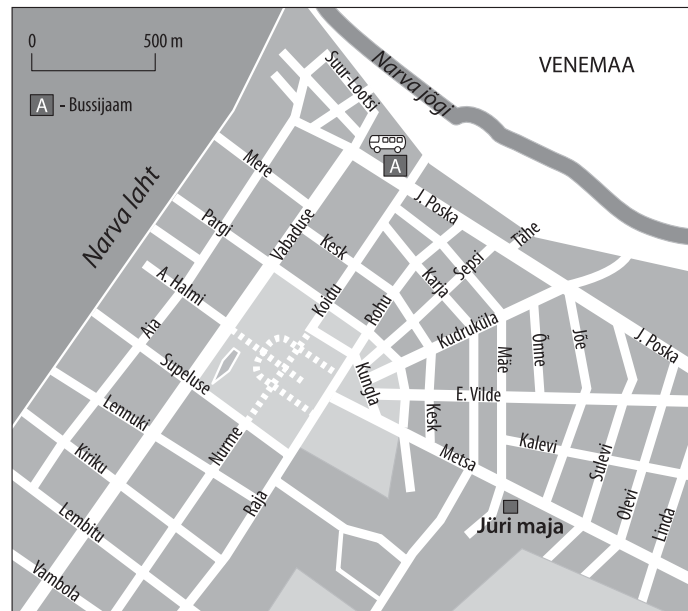 0 500 m
A - Bussijaam
VENEMAA
Narva jõgi
Narva laht
Suur-Lootsi
A
J. Poska
Mere
Vabaduse
Pargi
Kesk
Tähe
Sepsi
Karja
A. Halmi
Koidu
Rohu
Kudruküla
Aia
Supeluse
Kungla
Mäe
Õnne
Jõe
J. Poska
Lennuki
Nurme
Kesk
E. Vilde
Kiriku
Metsa
Kalevi
Sulevi
Raja
Olevi
Linda
Lembitu
Jüri maja
Vambola